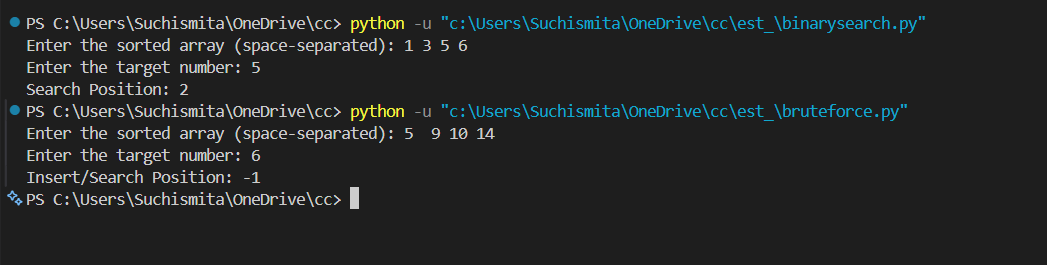 PS C:\Users\Suchismita\OneDrive\cc> python -u "c:\Users\Suchismita\OneDrive\cc\est_\binarysearch.py"
Enter the sorted array (space-separated): 1 3 5 6
Enter the target number: 5
Search Position: 2
PS C:\Users\Suchismita\OneDrive\cc> python -u "c:\Users\Suchismita\OneDrive\cc\est_\bruteforce.py"
Enter the sorted array (space-separated): 5  9 10 14
Enter the target number: 6
Insert/Search Position: -1
PS C:\Users\Suchismita\OneDrive\cc>